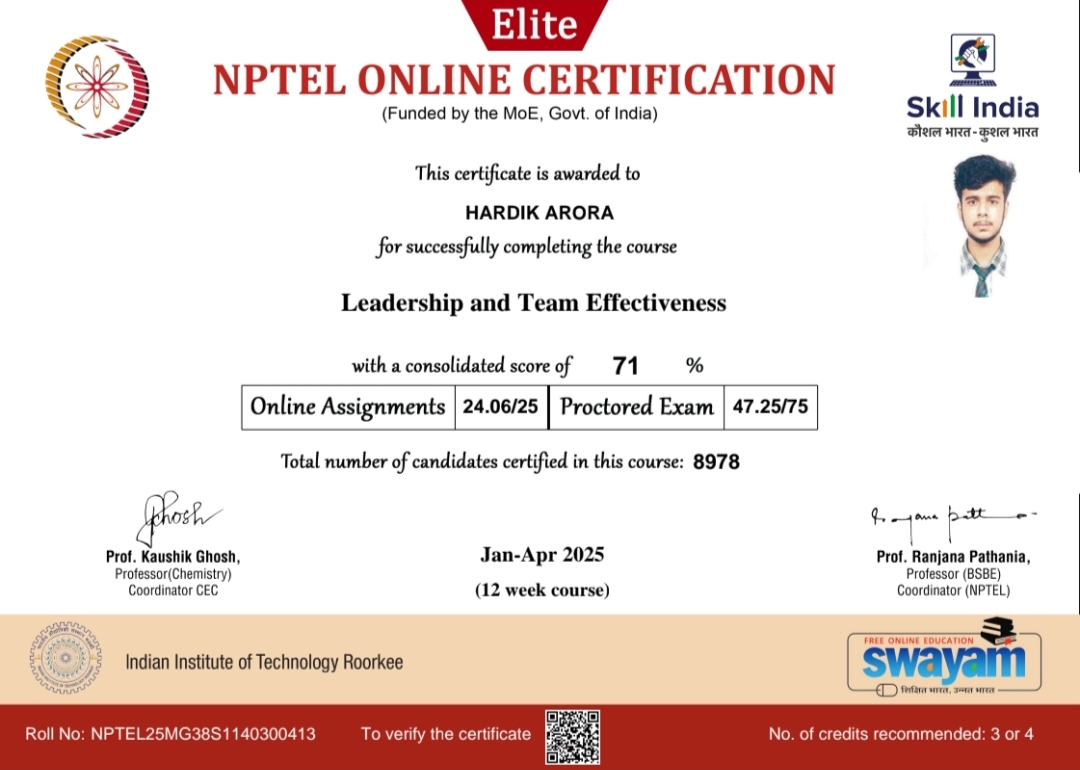 Elite
NPTEL ONLINE CERTIFICATION
(Funded by the MoE, Govt. of India)
Skill India
कौशल भारत - कुशल भारत
This certificate is awarded to
HARDIK ARORA
for successfully completing the course
Leadership and Team Effectiveness
with a consolidated score of 71 %
Online Assignments 24.06/25 Proctored Exam 47.25/75
Total number of candidates certified in this course: 8978
Prof. Kaushik Ghosh,
Professor(Chemistry)
Coordinator CEC
Jan-Apr 2025
(12 week course)
Prof. Ranjana Pathania,
Professor (BSBE)
Coordinator (NPTEL)
Indian Institute of Technology Roorkee
FREE ONLINE EDUCATION
swayam
शिक्षित भारत, उन्नत भारत
Roll No: NPTEL25MG38S1140300413
To verify the certificate
No. of credits recommended: 3 or 4